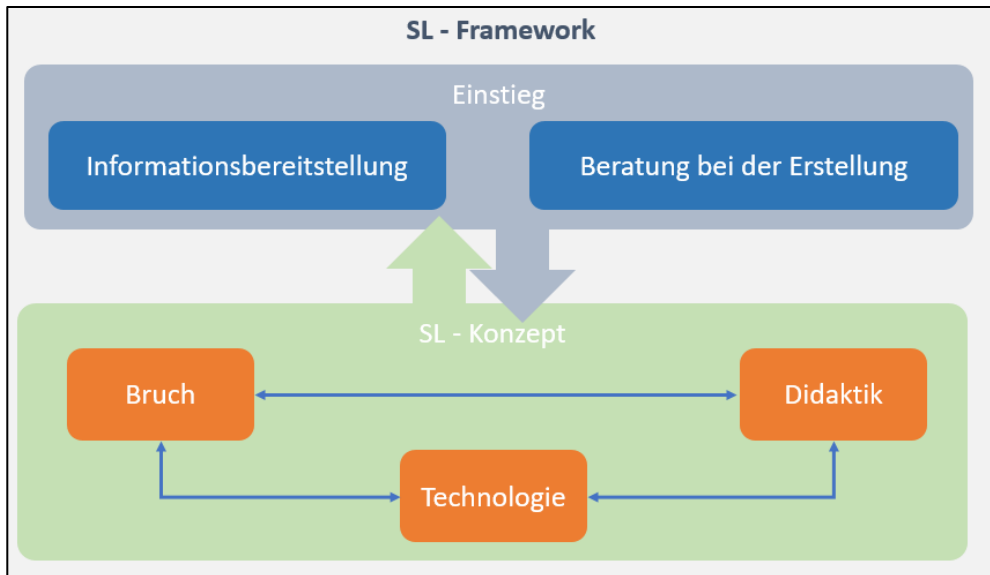 SL - Framework
Einstieg
Informationsbereitstellung
Beratung bei der Erstellung
SL - Konzept
Bruch
Didaktik
Technologie